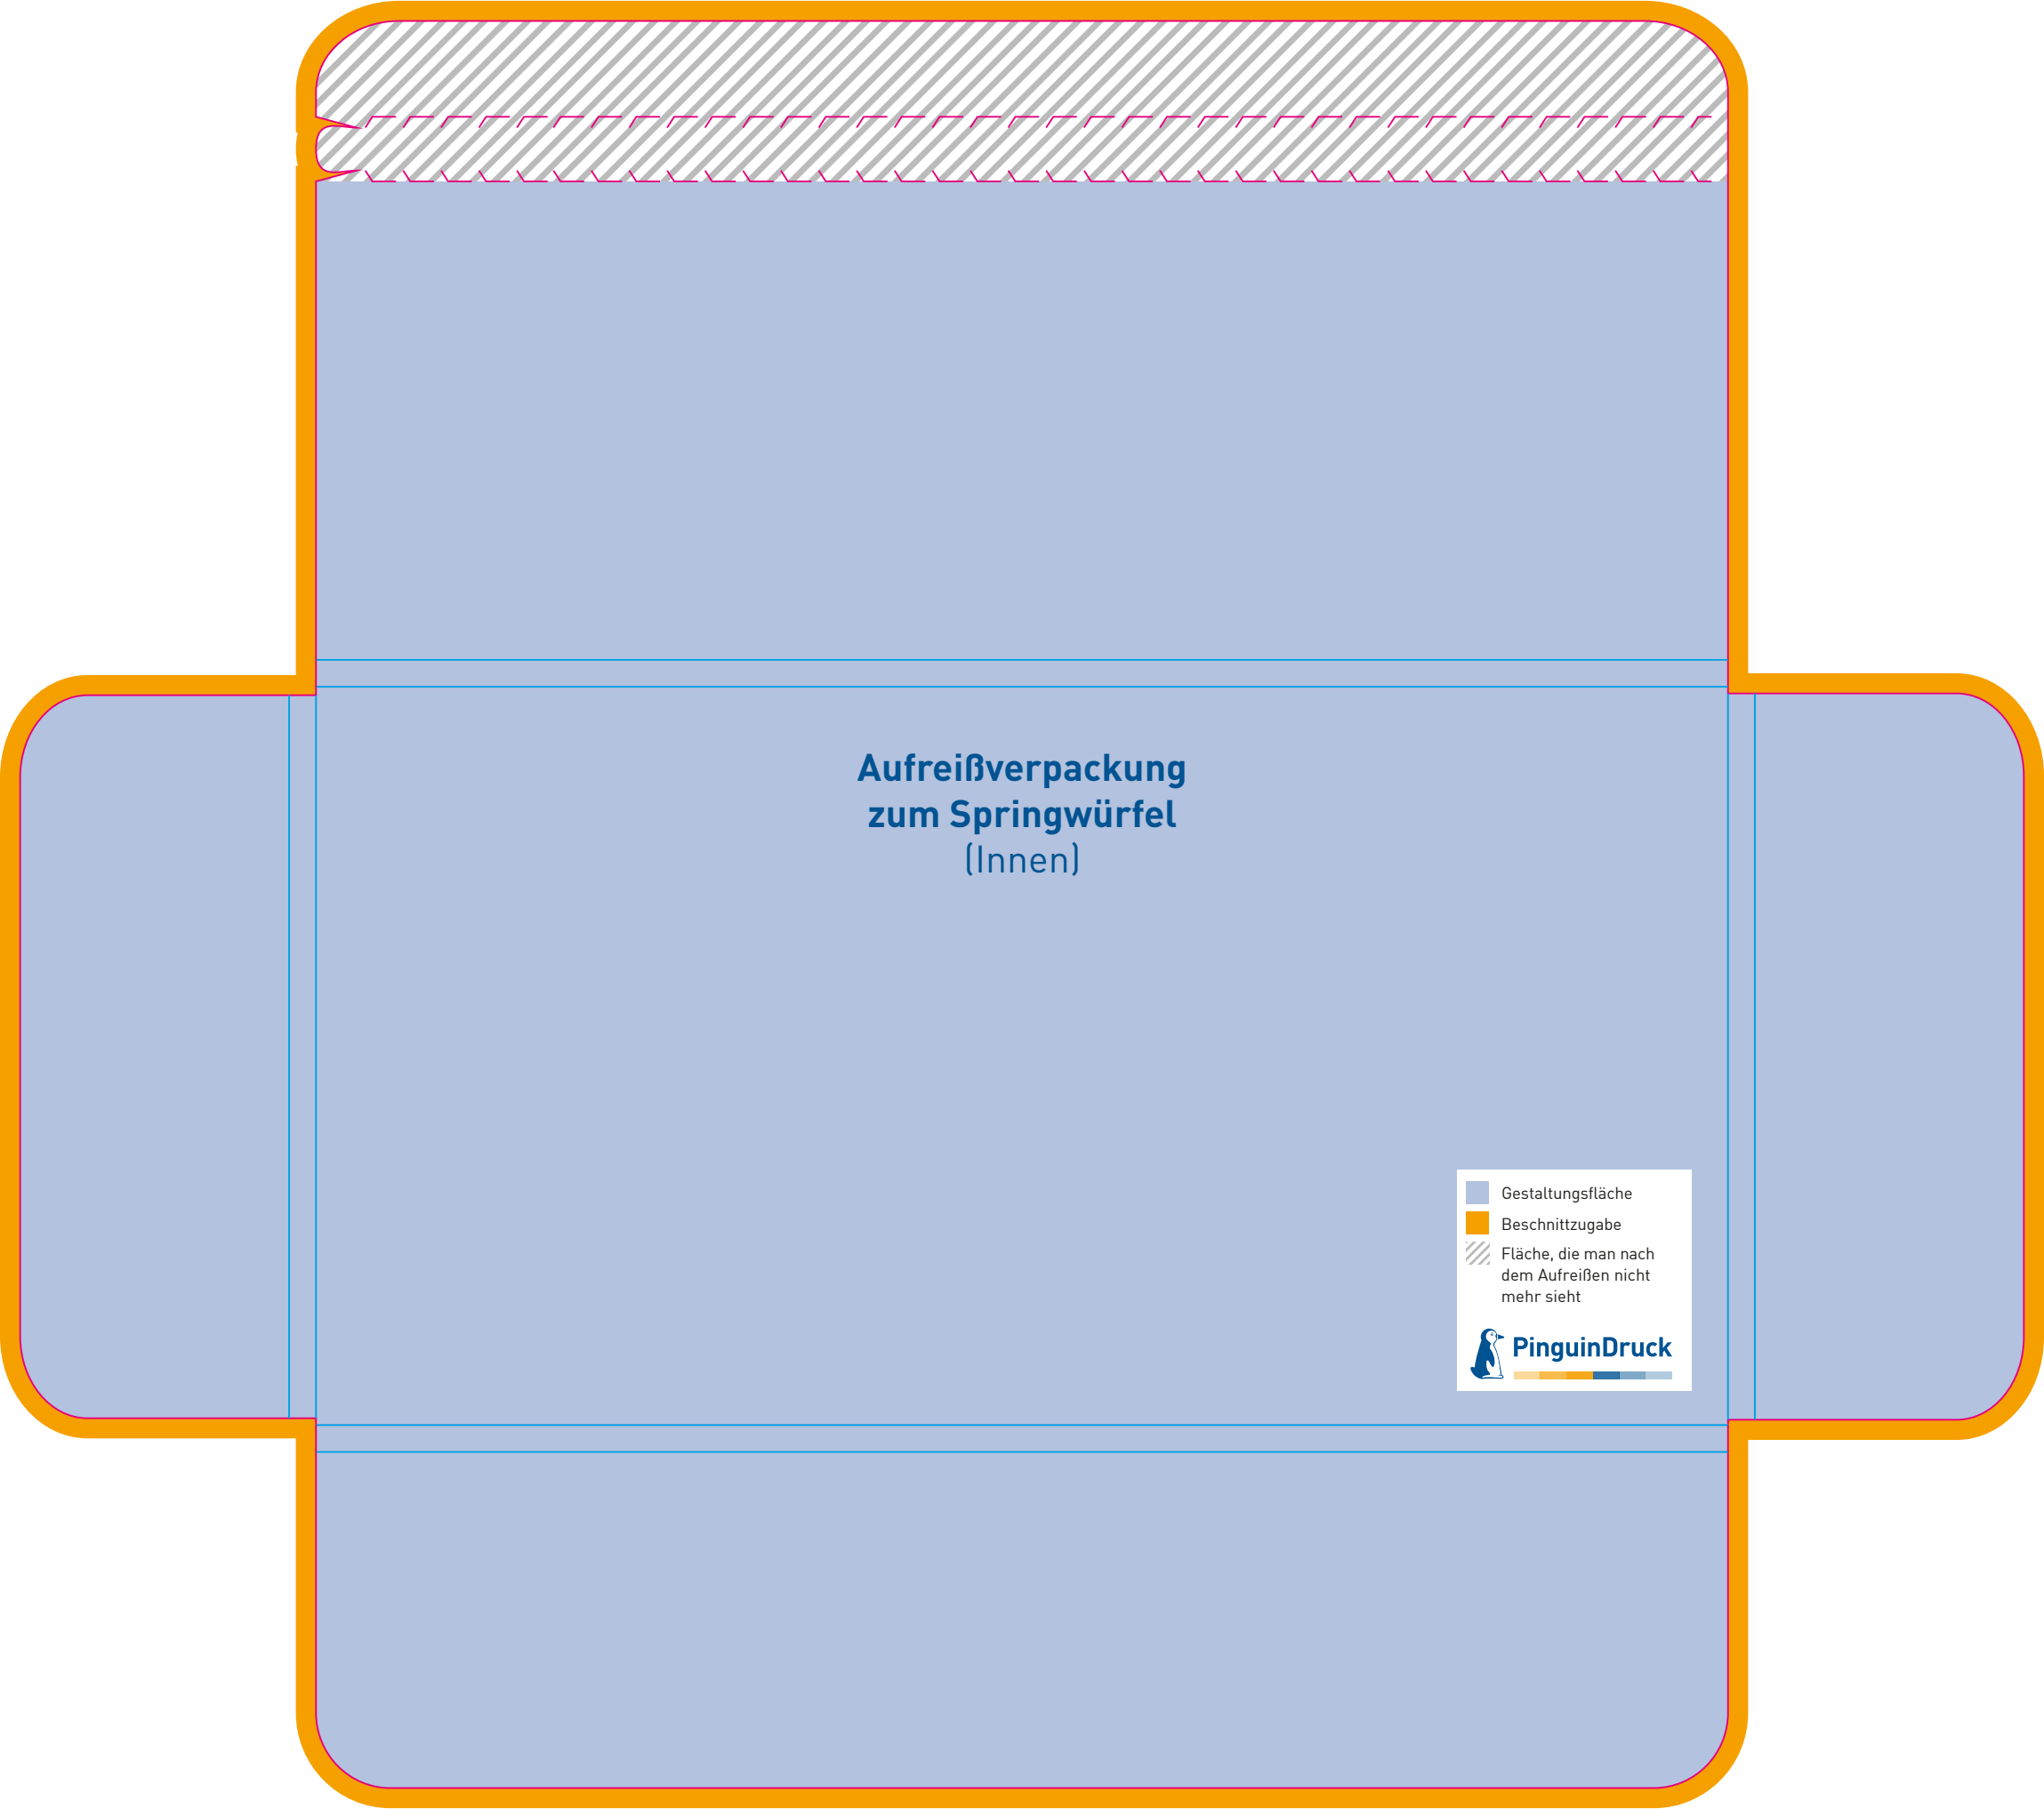 Aufreißverpackung
zum Springwürfel
(Innen)
Gestaltungsfläche
Beschnittzugabe
Fläche, die man nach
dem Aufreißen nicht
mehr sieht
PinguinDruck